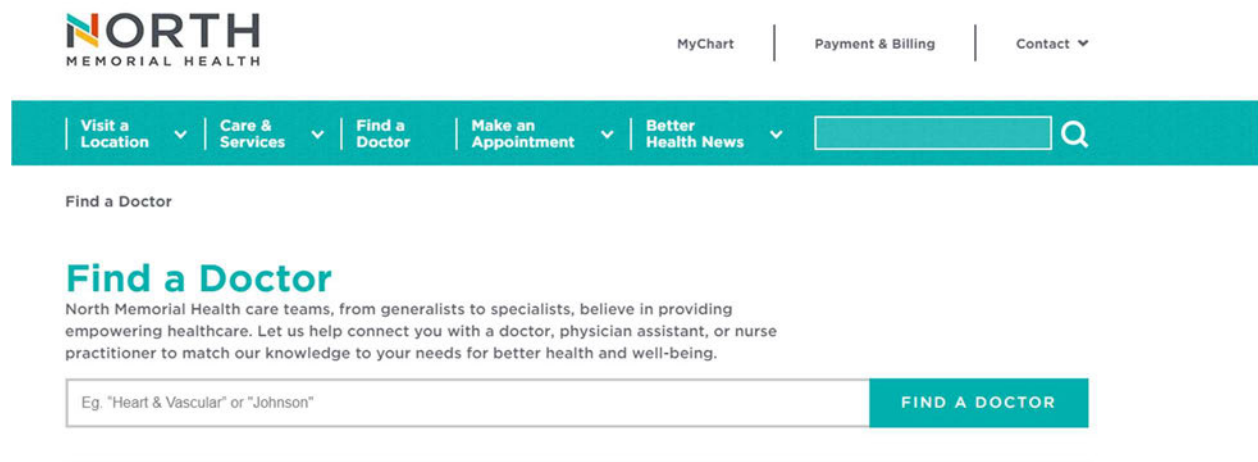 NORTH
MEMORIAL HEALTH
MyChart
Payment & Billing
Contact
Visit a
Location
Care &
Services
Find a
Doctor
Make an
Appointment
Better
Health News
Find a Doctor
Find a Doctor
North Memorial Health care teams, from generalists to specialists, believe in providing
empowering healthcare. Let us help connect you with a doctor, physician assistant, or nurse
practitioner to match our knowledge to your needs for better health and well-being.
Eg. "Heart & Vascular" or "Johnson"
FIND A DOCTOR